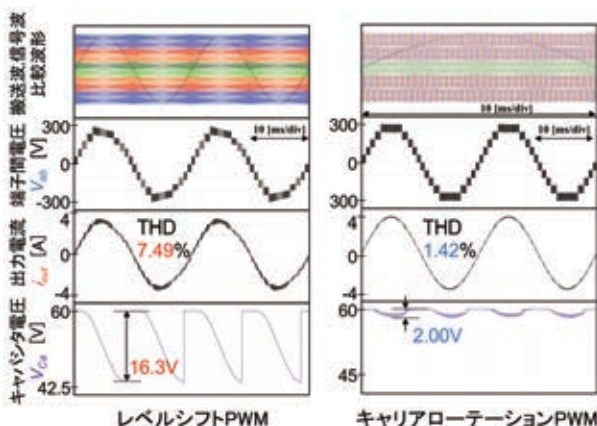 搬送波,信号波
比較波形
端子間電圧
Vab [V]
出力電流
iout [A]
キャパシタ電圧
VCa [V]
10 [ms/div]
300
0
-300
4
0
-4
THD
7.49%
60
42.5
16.3V
レベルシフトPWM
10 [ms/div]
10 [ms/div]
300
0
300
4
0
-4
THD
1.42%
60
45
2.00V
キャリアローテーションPWM